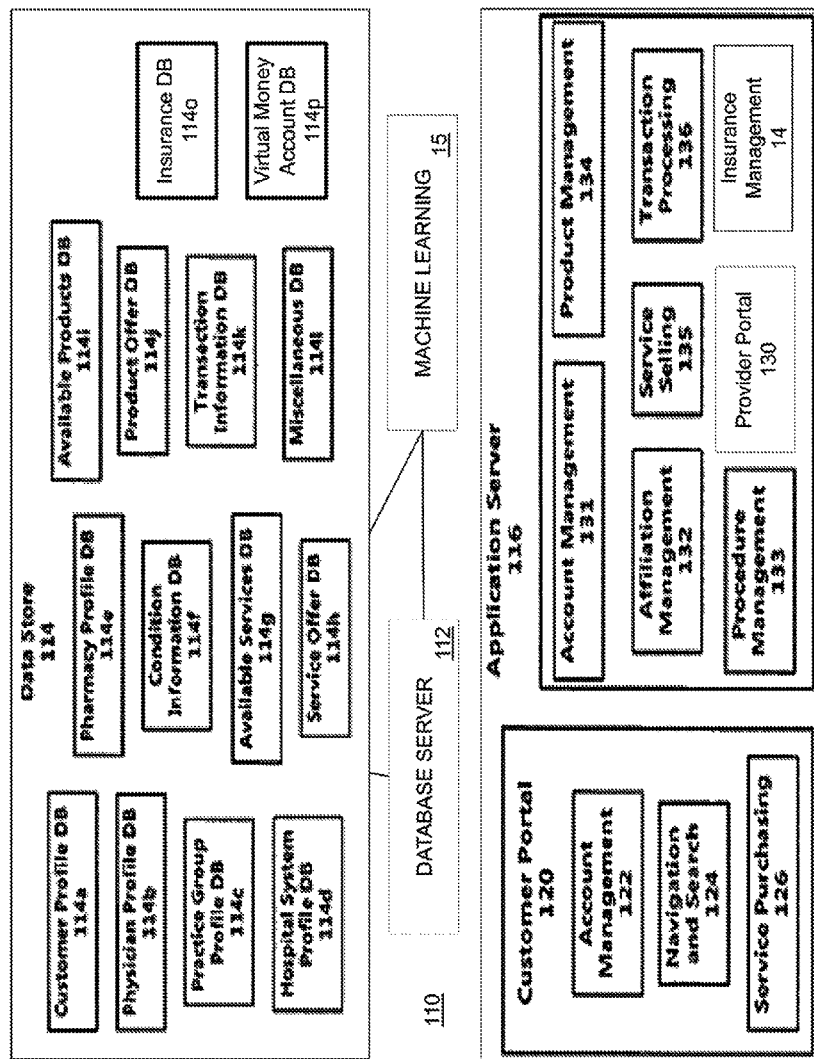 Data Store
114
Customer Profile DB
114a
Physician Profile DB
114b
Practice Group
Profile DB
114c
Hospital System
Profile DB
114d
Pharmacy Profile DB
114e
Condition
Information DB
114f
Available Services DB
114g
Service Offer DB
114h
Available Products DB
114i
Product Offer DB
114j
Transaction
Information DB
114k
Miscellaneous DB
114l
Insurance DB
114o
Virtual Money
Account DB
114p
110
DATABASE SERVER
112
MACHINE LEARNING
15
Application Server
116
Customer Portal
120
Account
Management
122
Navigation
and Search
124
Service Purchasing
126
Account Management
131
Affiliation
Management
132
Procedure
Management
133
Product Management
134
Service
Selling
135
Transaction
Processing
136
Provider Portal
130
Insurance
Management
14